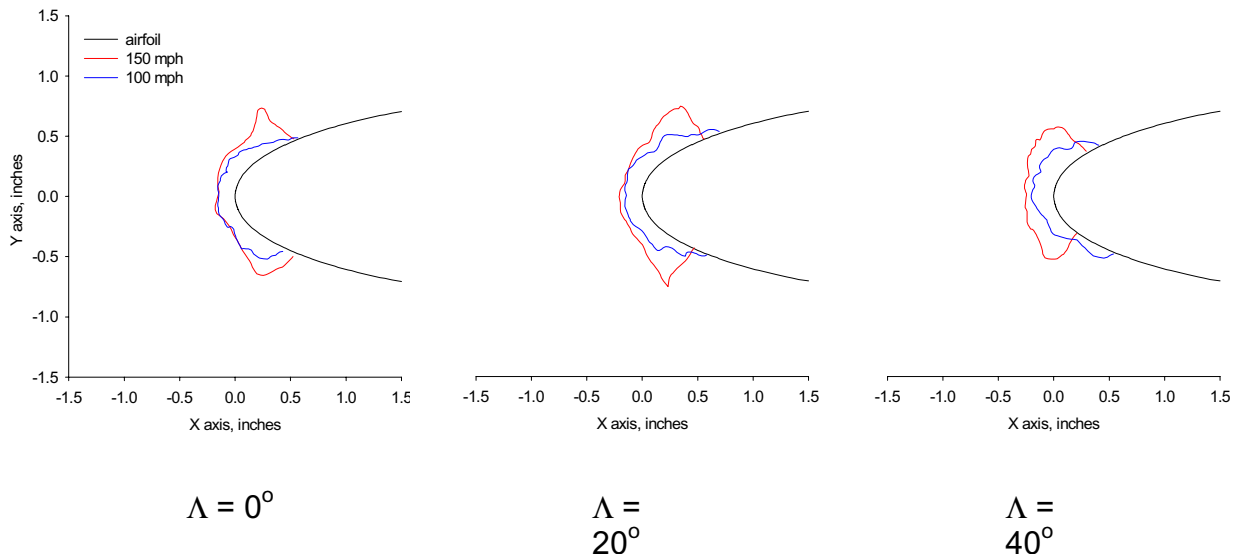 1.5
airfoil
150 mph
100 mph
1.0
0.5
0.0
-0.5
-1.0
-1.5
Y axis, inches
-1.5 -1.0 -0.5 0.0 0.5 1.0 1.5
X axis, inches
-1.5 -1.0 -0.5 0.0 0.5 1.0 1.5
X axis, inches
-1.5 -1.0 -0.5 0.0 0.5 1.0 1.5
X axis, inches
Λ = 0º
Λ =
20º
Λ =
40º